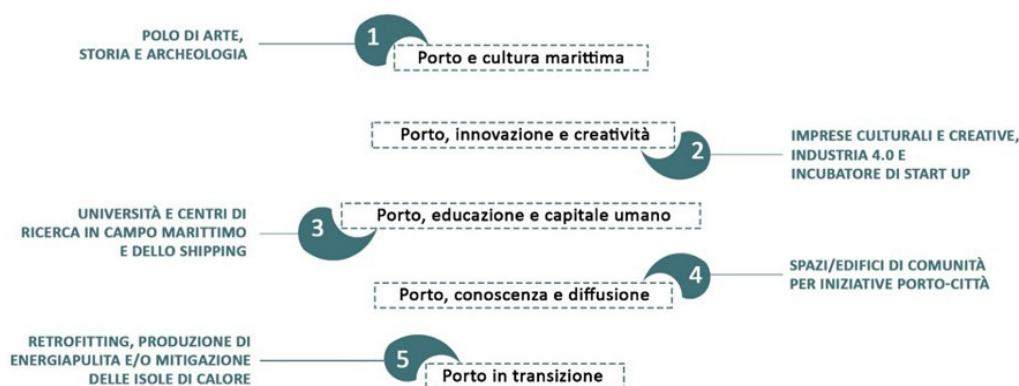 POLO DI ARTE,
STORIA E ARCHEOLOGIA
1
Porto e cultura marittima
Porto, innovazione e creatività
2
IMPRESE CULTURALI E CREATIVE,
INDUSTRIA 4.0 E
INCUBATORE DI START UP
UNIVERSITÀ E CENTRI DI
RICERCA IN CAMPO MARITTIMO
E DELLO SHIPPING
3
Porto, educazione e capitale umano
Porto, conoscenza e diffusione
4
SPAZI/EDIFICI DI COMUNITÀ
PER INIZIATIVE PORTO-CITTÀ
RETROFITTING, PRODUZIONE DI
ENERGIAPULITA E/O MITIGAZIONE
DELLE ISOLE DI CALORE
5
Porto in transizione